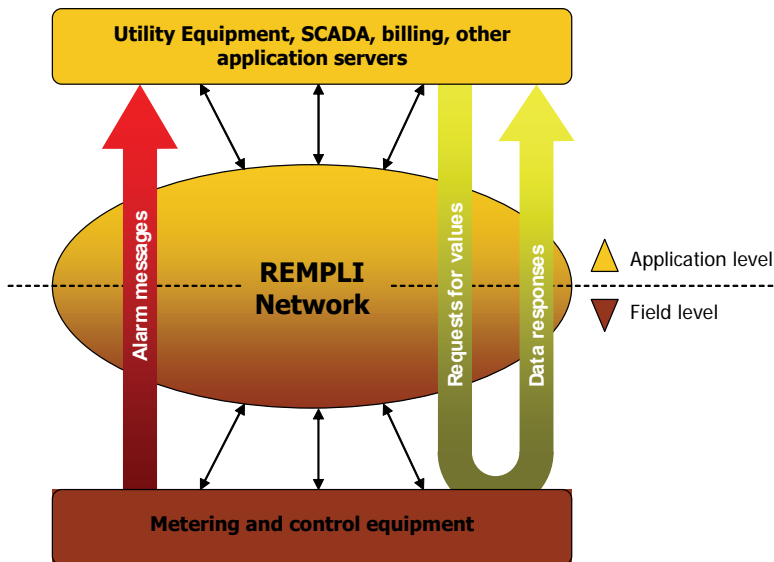 Utility Equipment, SCADA, billing, other
application servers
Alarm messages
REMPLI
Network
Requests for values
Data responses
Application level
Field level
Metering and control equipment